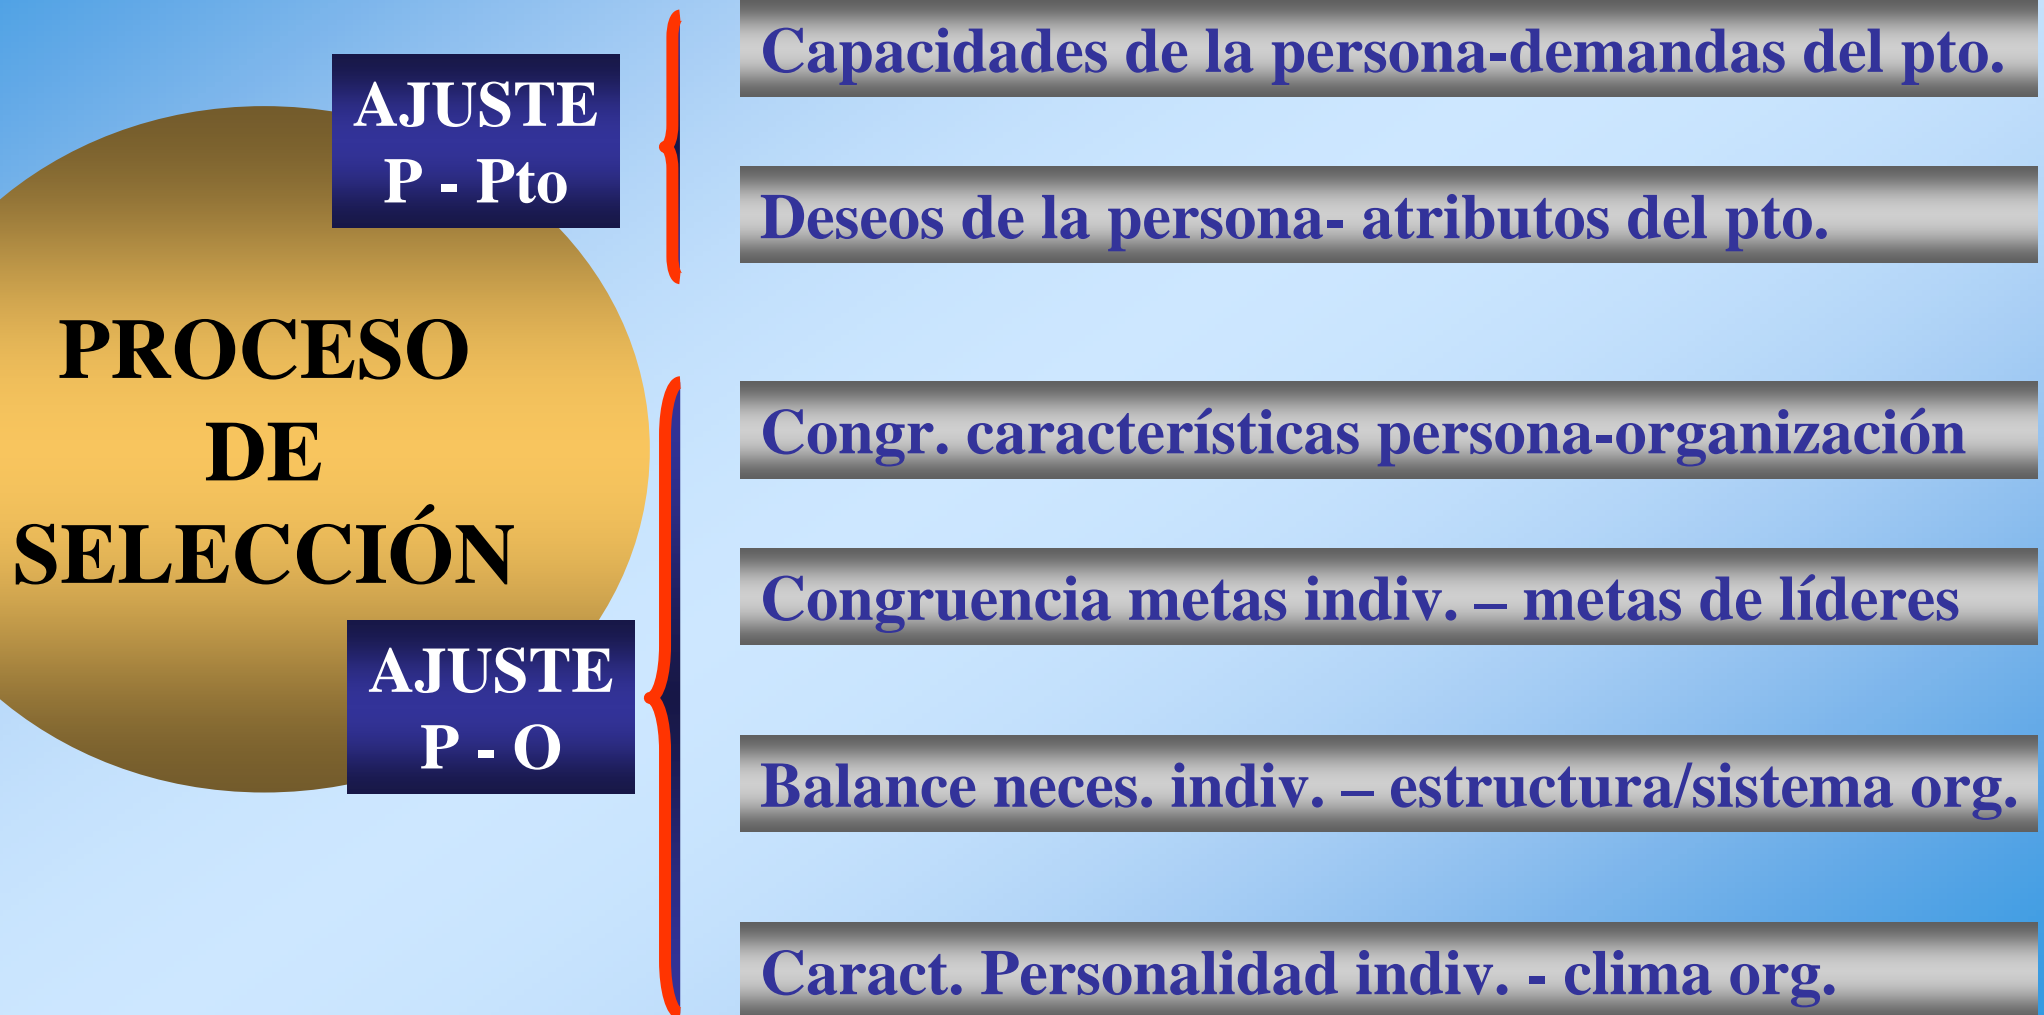 PROCESO
DE
SELECCIÓN
AJUSTE
P - Pto
Capacidades de la persona-demandas del pto.
Deseos de la persona- atributos del pto.
AJUSTE
P - O
Congr. características persona-organización
Congruencia metas indiv. – metas de líderes
Balance neces. indiv. – estructura/sistema org.
Caract. Personalidad indiv. - clima org.